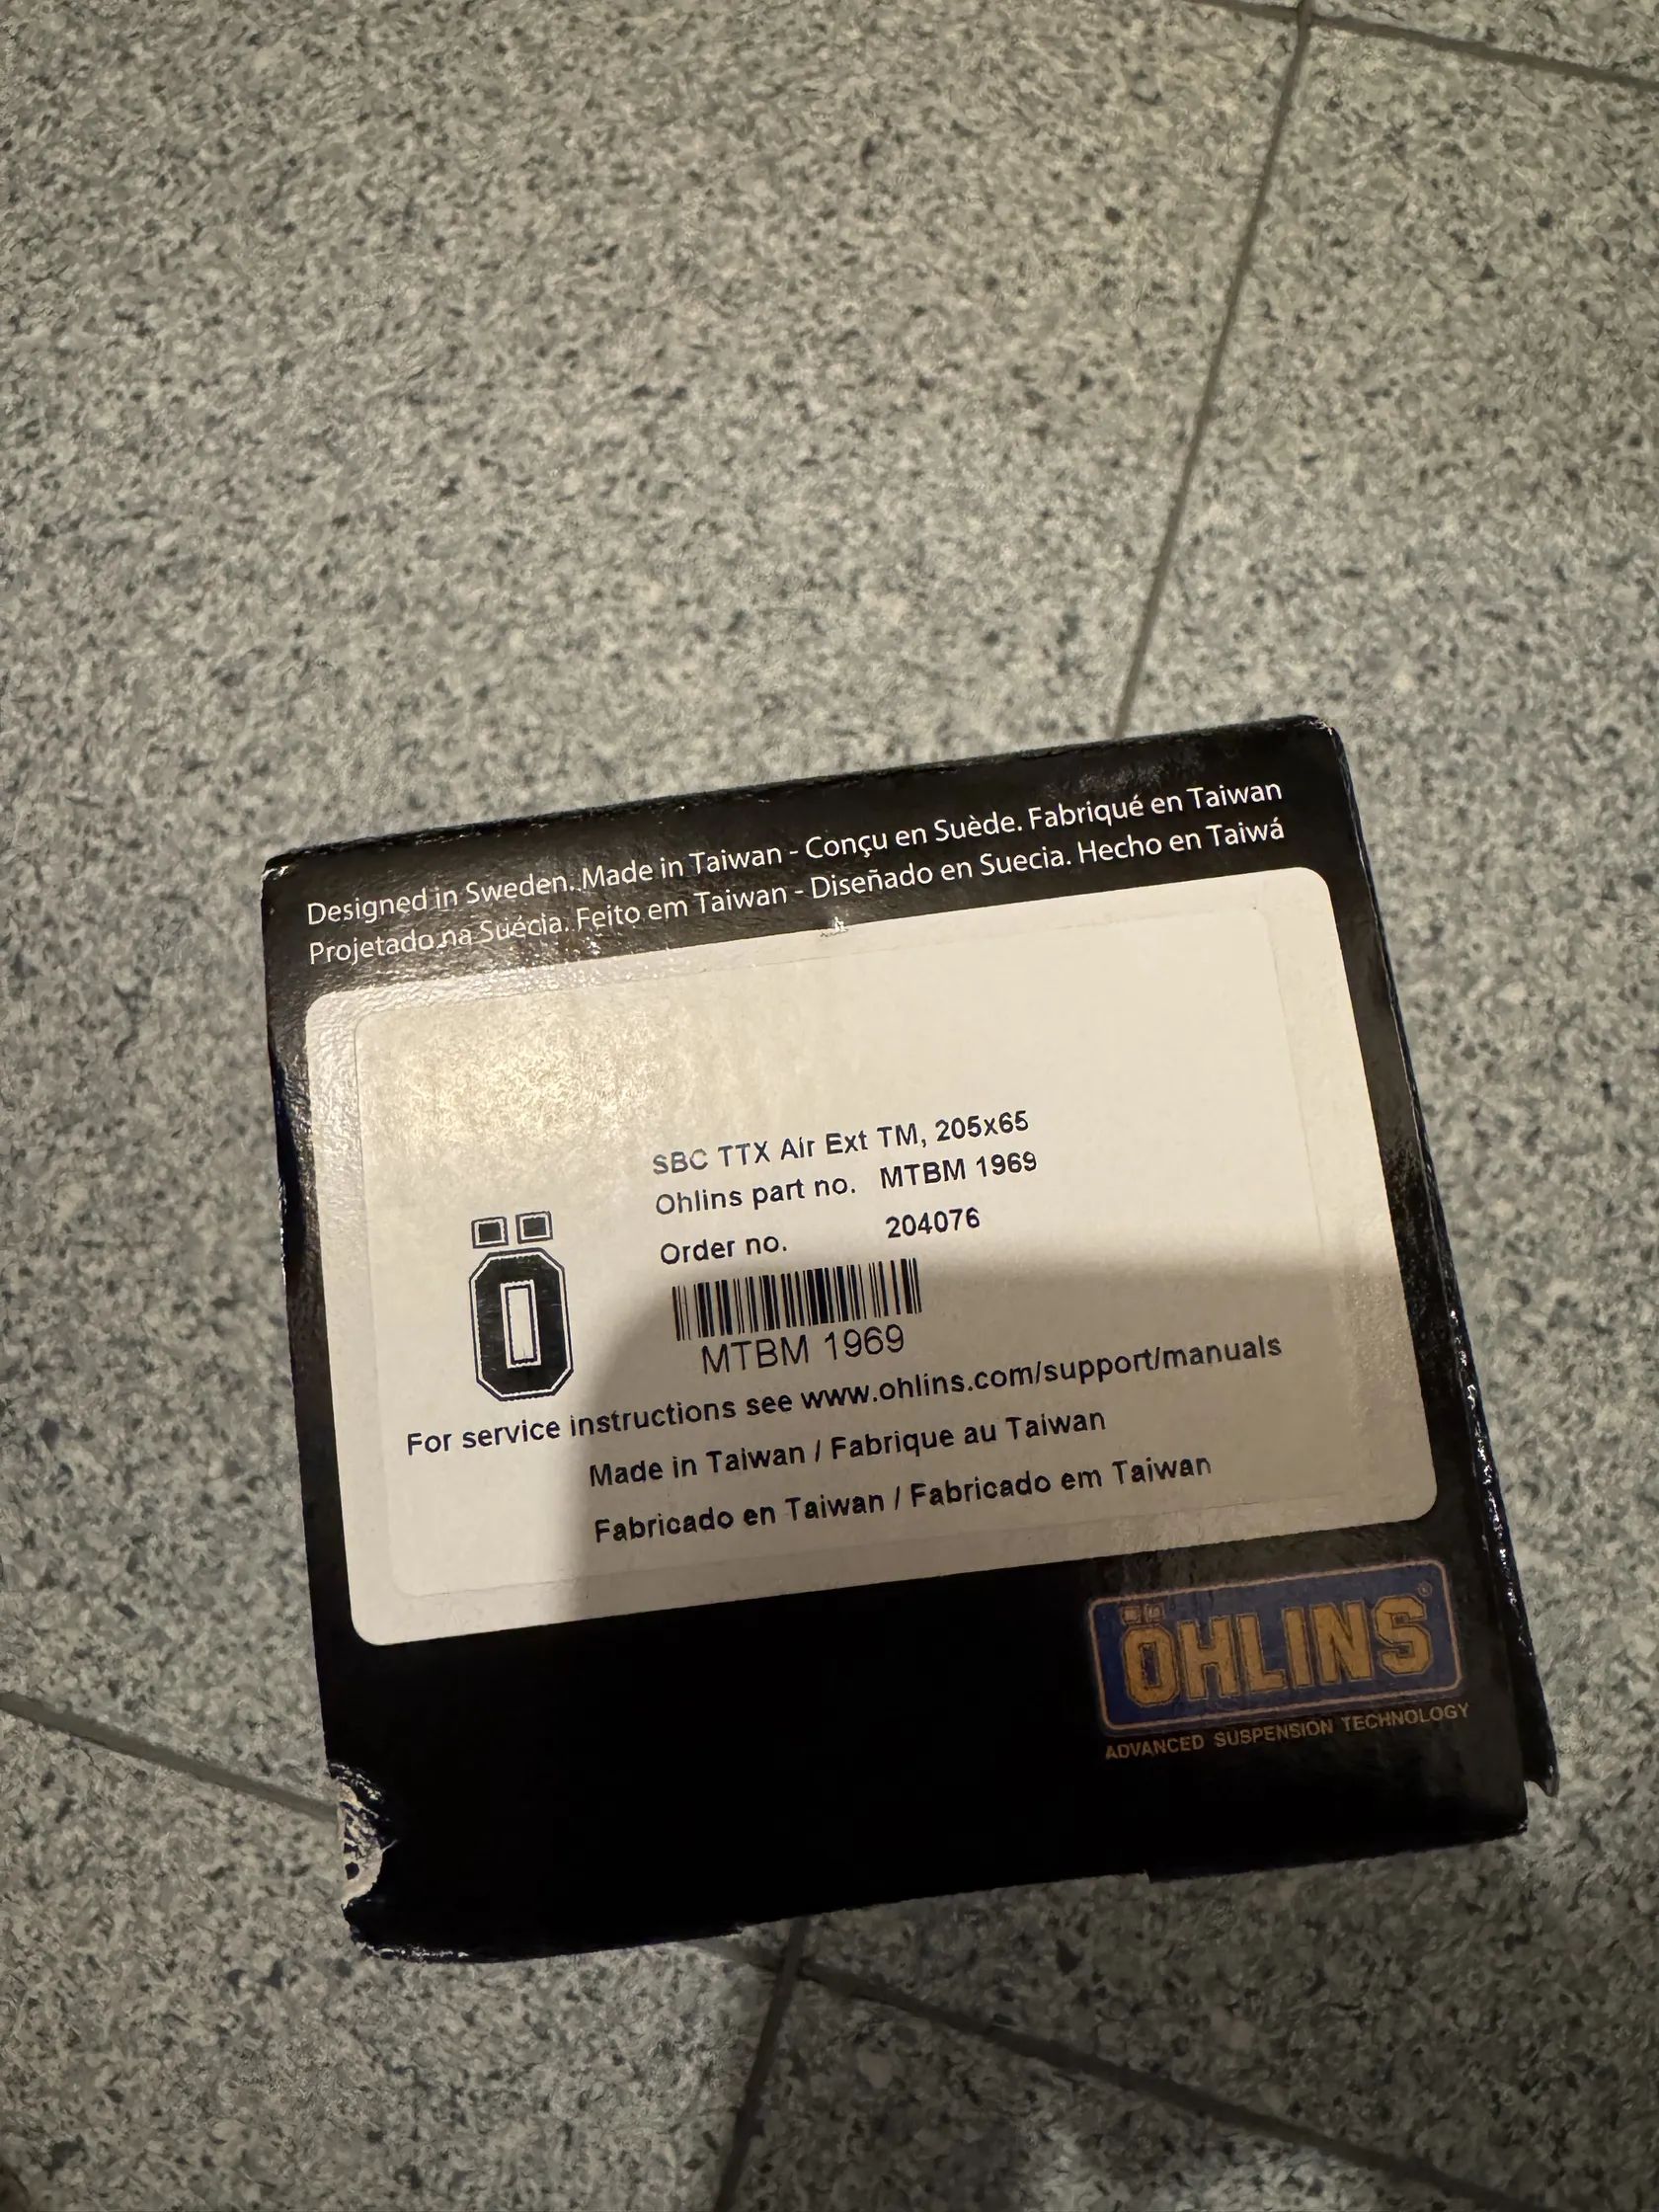 Designed in Sweden. Made in Taiwan - Conçu en Suède. Fabriqué en Taiwan
Projetado na Suécia. Feito em Taiwan - Diseñado en Suecia. Hecho en Taiwá
SBC TTX Air Ext TM, 205x65
Ohlins part no. MTBM 1969
Order no. 204076
Ö
MTBM 1969
For service instructions see www.ohlins.com/support/manuals
Made in Taiwan / Fabrique au Taiwan
Fabricado en Taiwan / Fabricado em Taiwan
ÖHLINS®
ADVANCED SUSPENSION TECHNOLOGY